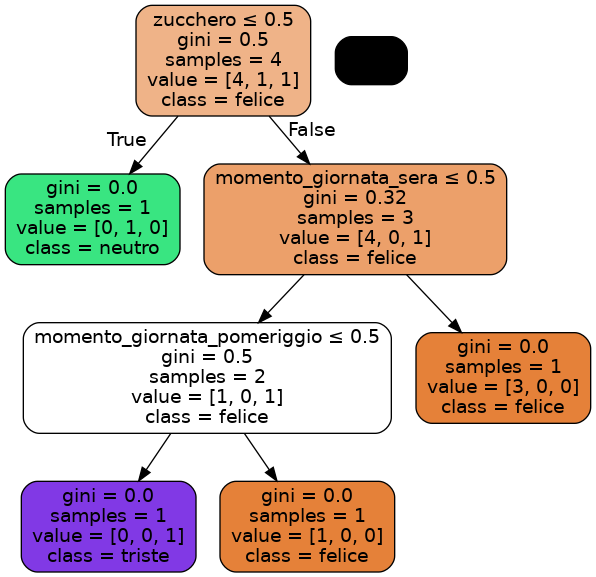 zucchero ≤ 0.5
gini = 0.5
samples = 4
value = [4, 1, 1]
class = felice
True
False
gini = 0.0
samples = 1
value = [0, 1, 0]
class = neutro
momento_giornata_sera ≤ 0.5
gini = 0.32
samples = 3
value = [4, 0, 1]
class = felice
momento_giornata_pomeriggio ≤ 0.5
gini = 0.5
samples = 2
value = [1, 0, 1]
class = felice
gini = 0.0
samples = 1
value = [3, 0, 0]
class = felice
gini = 0.0
samples = 1
value = [0, 0, 1]
class = triste
gini = 0.0
samples = 1
value = [1, 0, 0]
class = felice